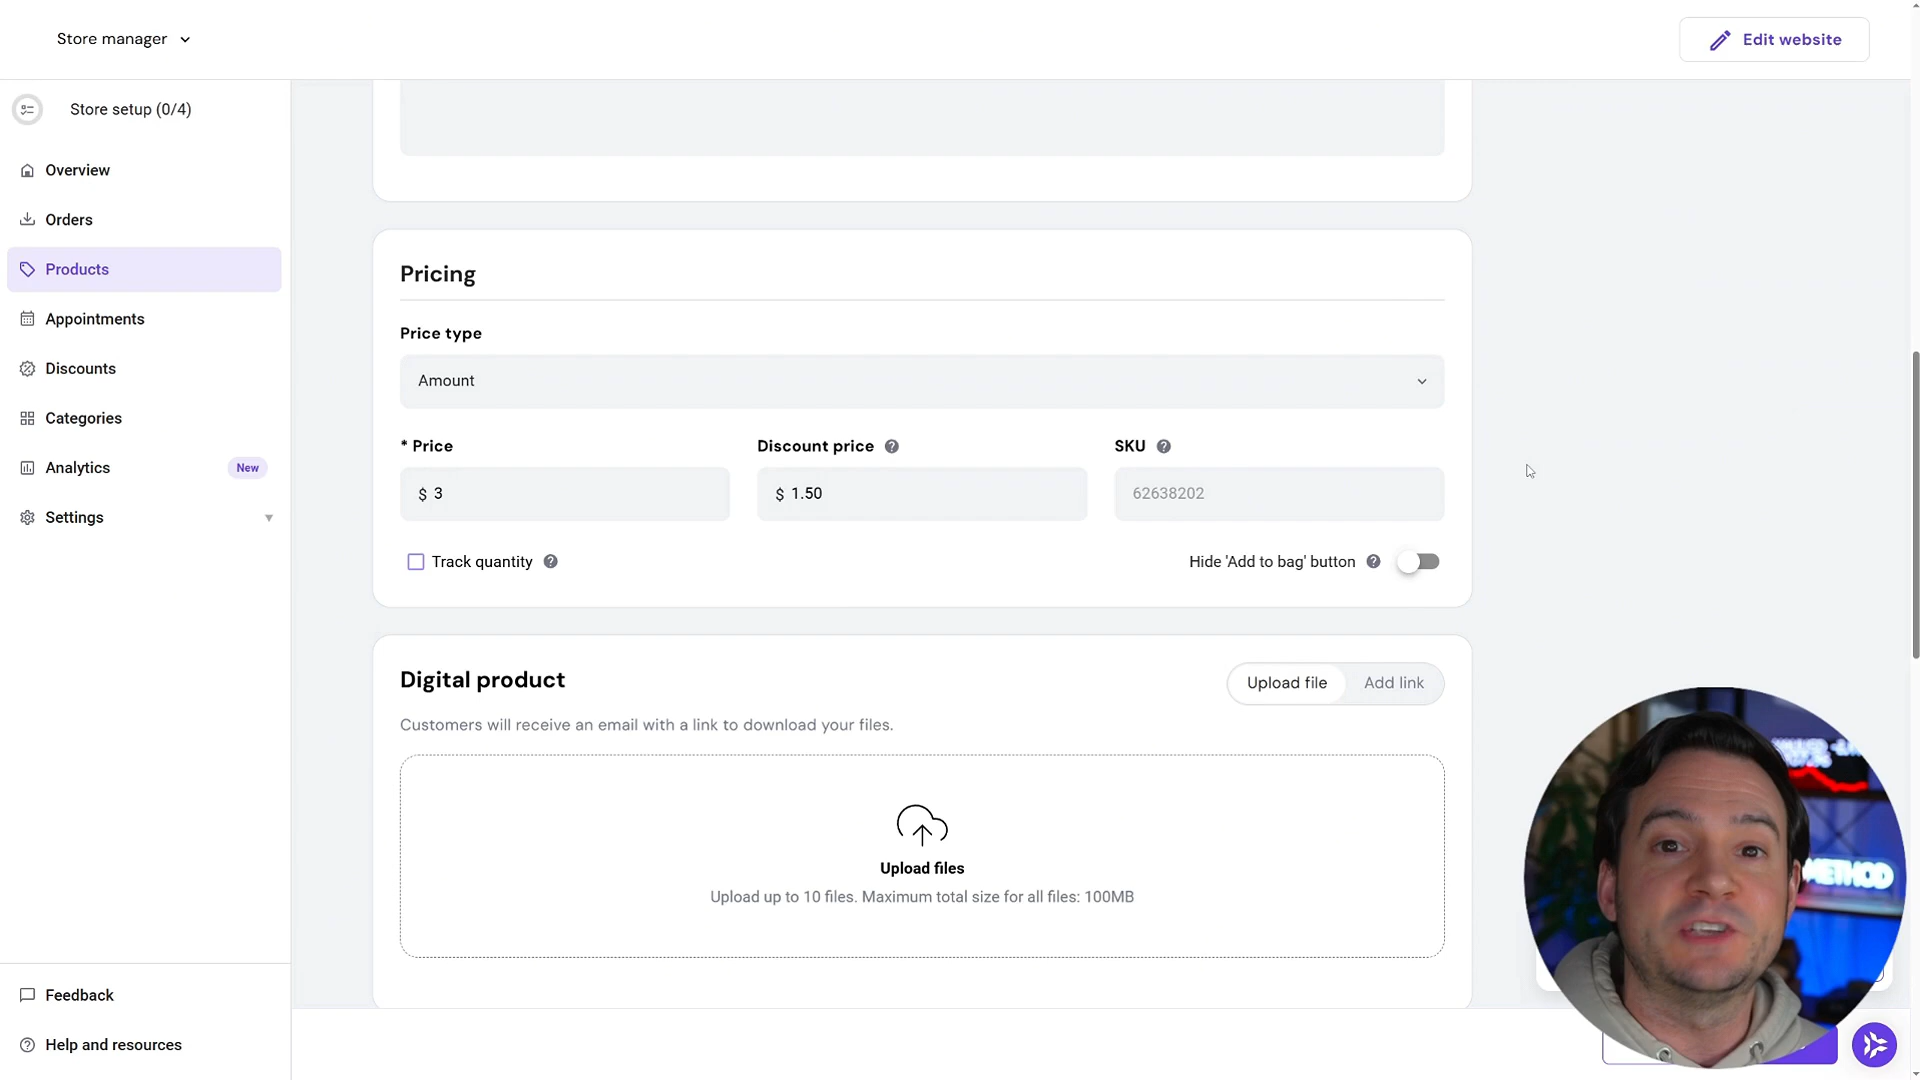 Store manager
Edit website
Store setup (0/4)
Overview
Orders
Products
Appointments
Discounts
Categories
Analytics
New
Settings
Feedback
Help and resources
Pricing
Price type
Amount
* Price
Discount price
SKU
$ 3
$ 1.50
62638202
Track quantity
Hide 'Add to bag' button
Digital product
Upload file
Add link
Customers will receive an email with a link to download your files.
Upload files
Upload up to 10 files. Maximum total size for all files: 100MB
METHOD